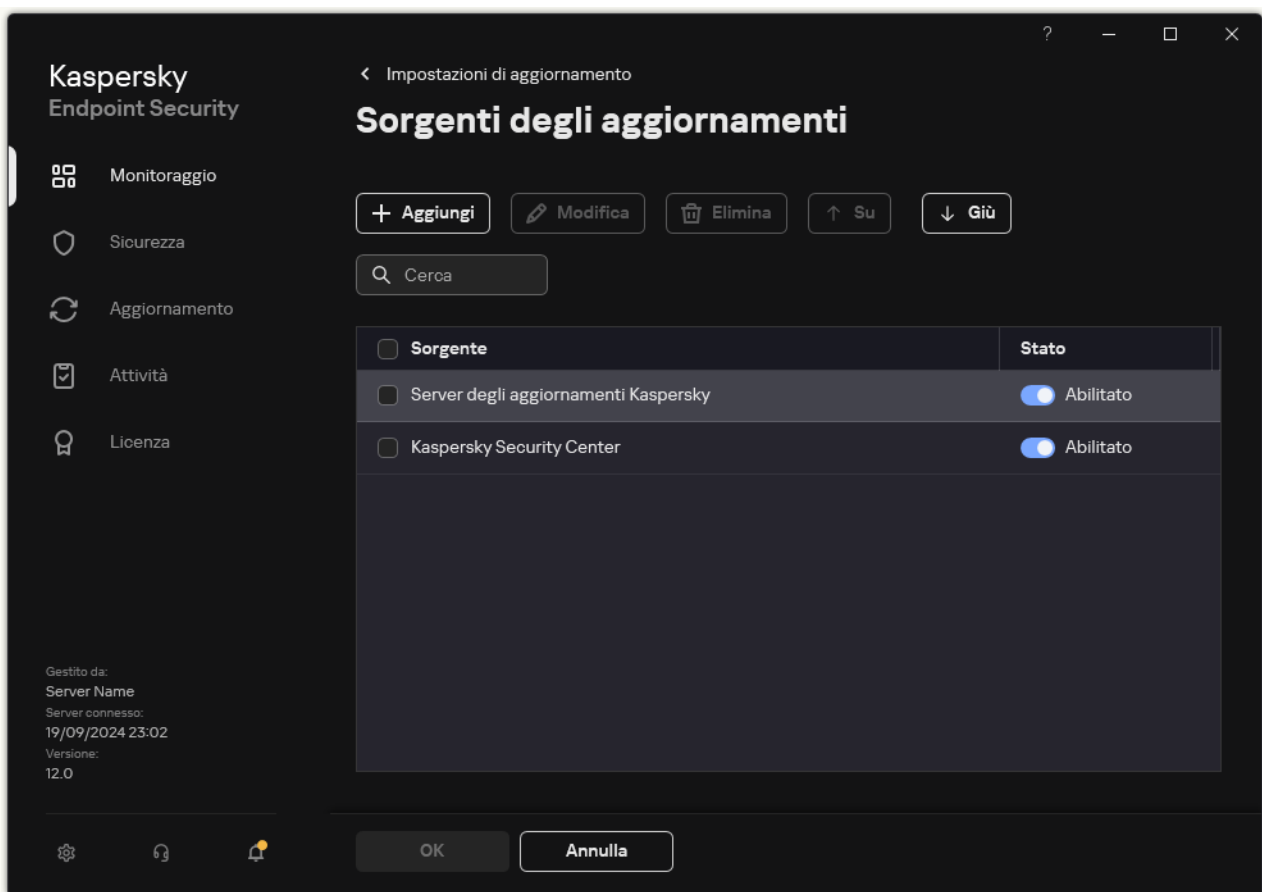 ?
Kaspersky
Endpoint Security
Monitoraggio
Sicurezza
Aggiornamento
Attività
Licenza
Gestito da:
Server Name
Server connesso:
19/09/2024 23:02
Versione:
12.0
Impostazioni di aggiornamento
Sorgenti degli aggiornamenti
Aggiungi
Modifica
Elimina
Su
Giù
Cerca
Sorgente Stato
Server degli aggiornamenti Kaspersky Abilitato
Kaspersky Security Center Abilitato
OK
Annulla